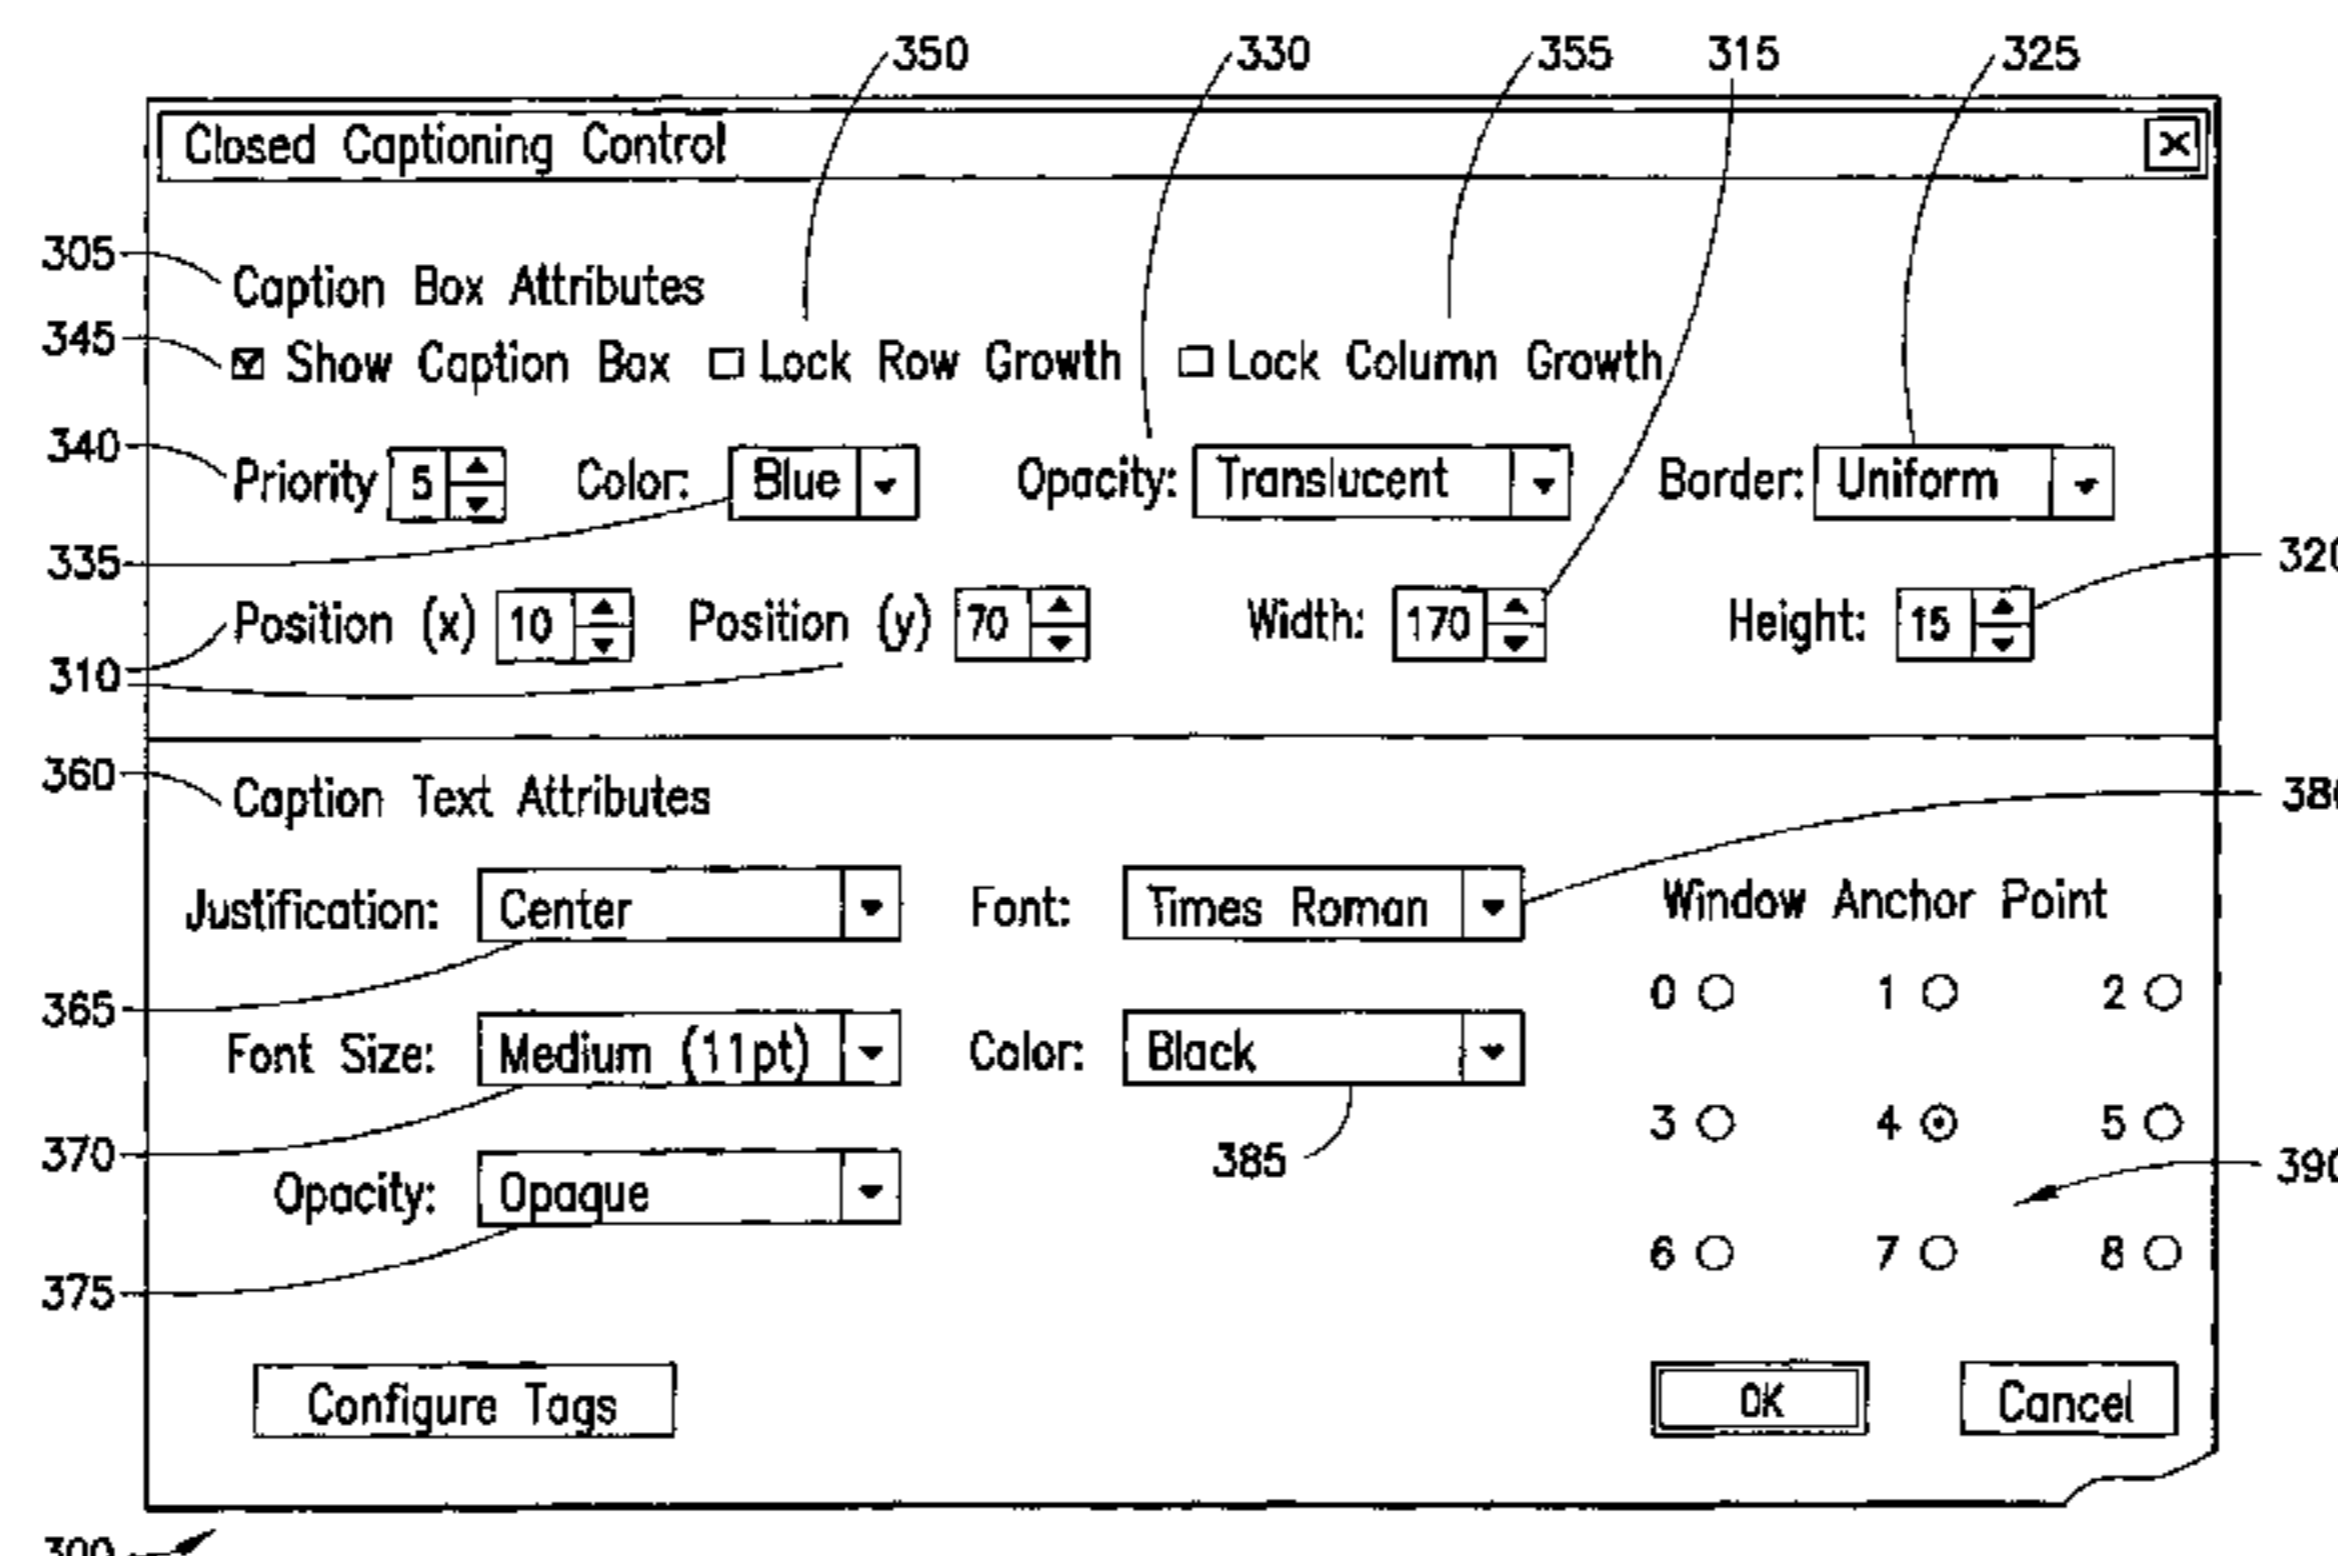 350 330 355 315 325
Closed Captioning Control
305
Caption Box Attributes
345
Show Caption Box Lock Row Growth Lock Column Growth
340
Priority 5 Color: Blue Opacity: Translucent Border: Uniform
335
320
Position (x) 10 Position (y) 70 Width: 170 Height: 15
310
360
380
Caption Text Attributes
Justification: Center Font: Times Roman Window Anchor Point
0 1 2
365
Font Size: Medium (11pt) Color: Black
3 4 5
370 385 390
Opacity: Opaque
6 7 8
375
Configure Tags OK Cancel
300